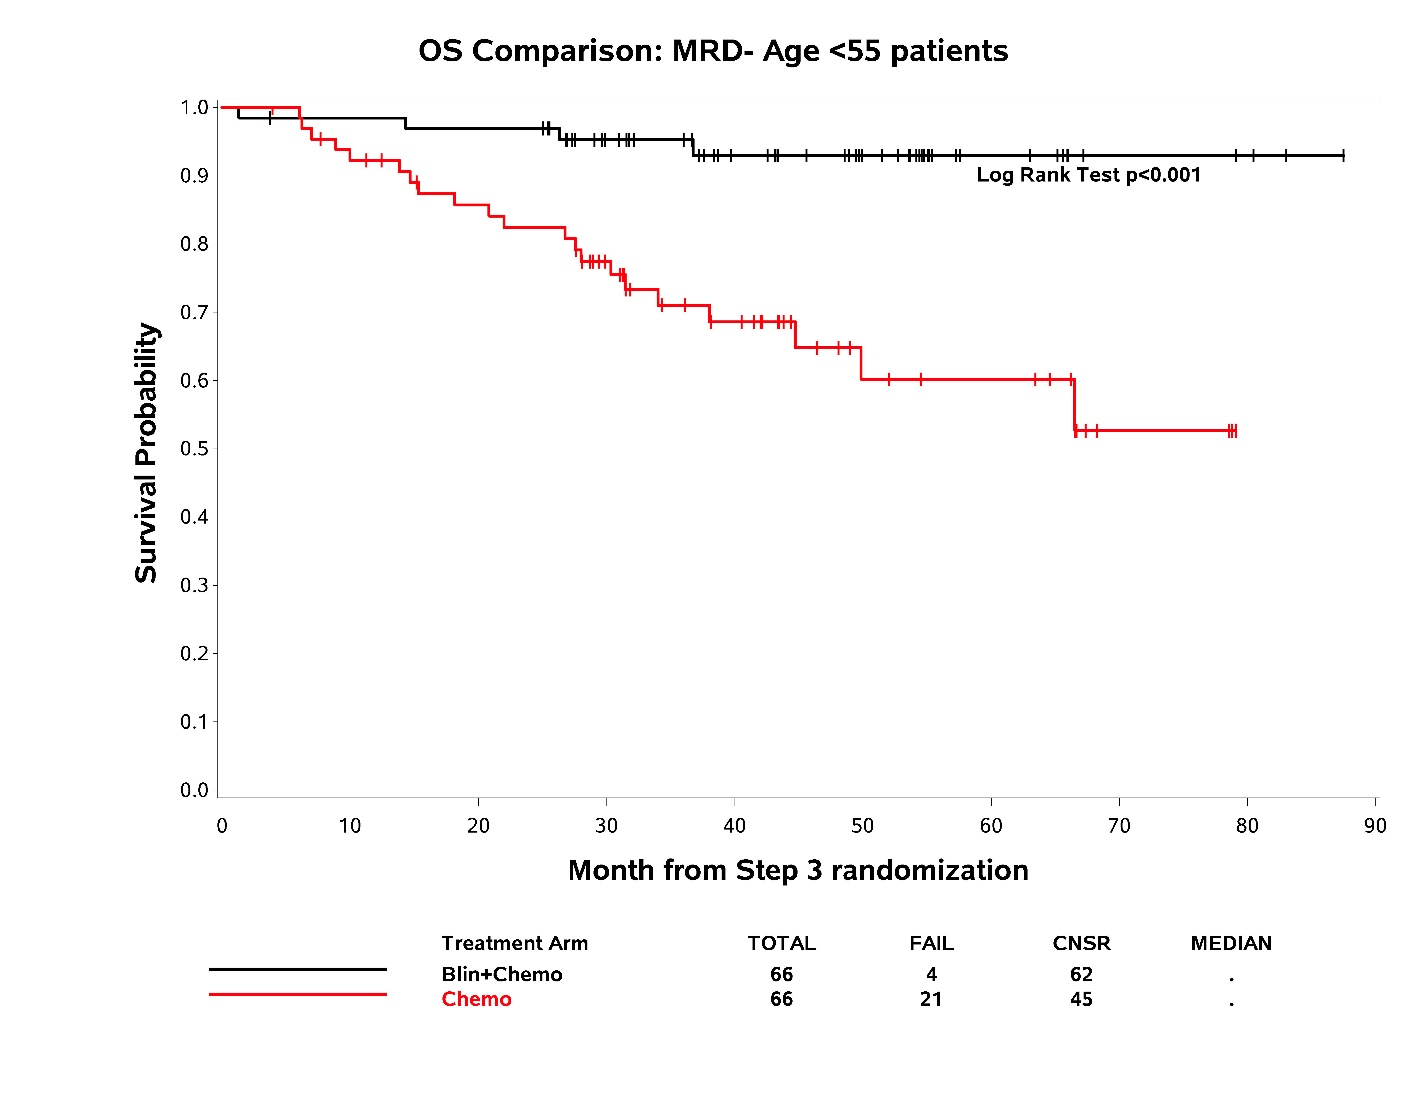 OS Comparison: MRD- Age <55 patients
1.0
0.9
0.8
0.7
0.6
0.5
0.4
0.3
0.2
0.1
0.0
Survival Probability
Log Rank Test p<0.001
0 10 20 30 40 50 60 70 80 90
Month from Step 3 randomization
Treatment Arm TOTAL FAIL CNSR MEDIAN
Blin+Chemo 66 4 62 .
Chemo 66 21 45 .